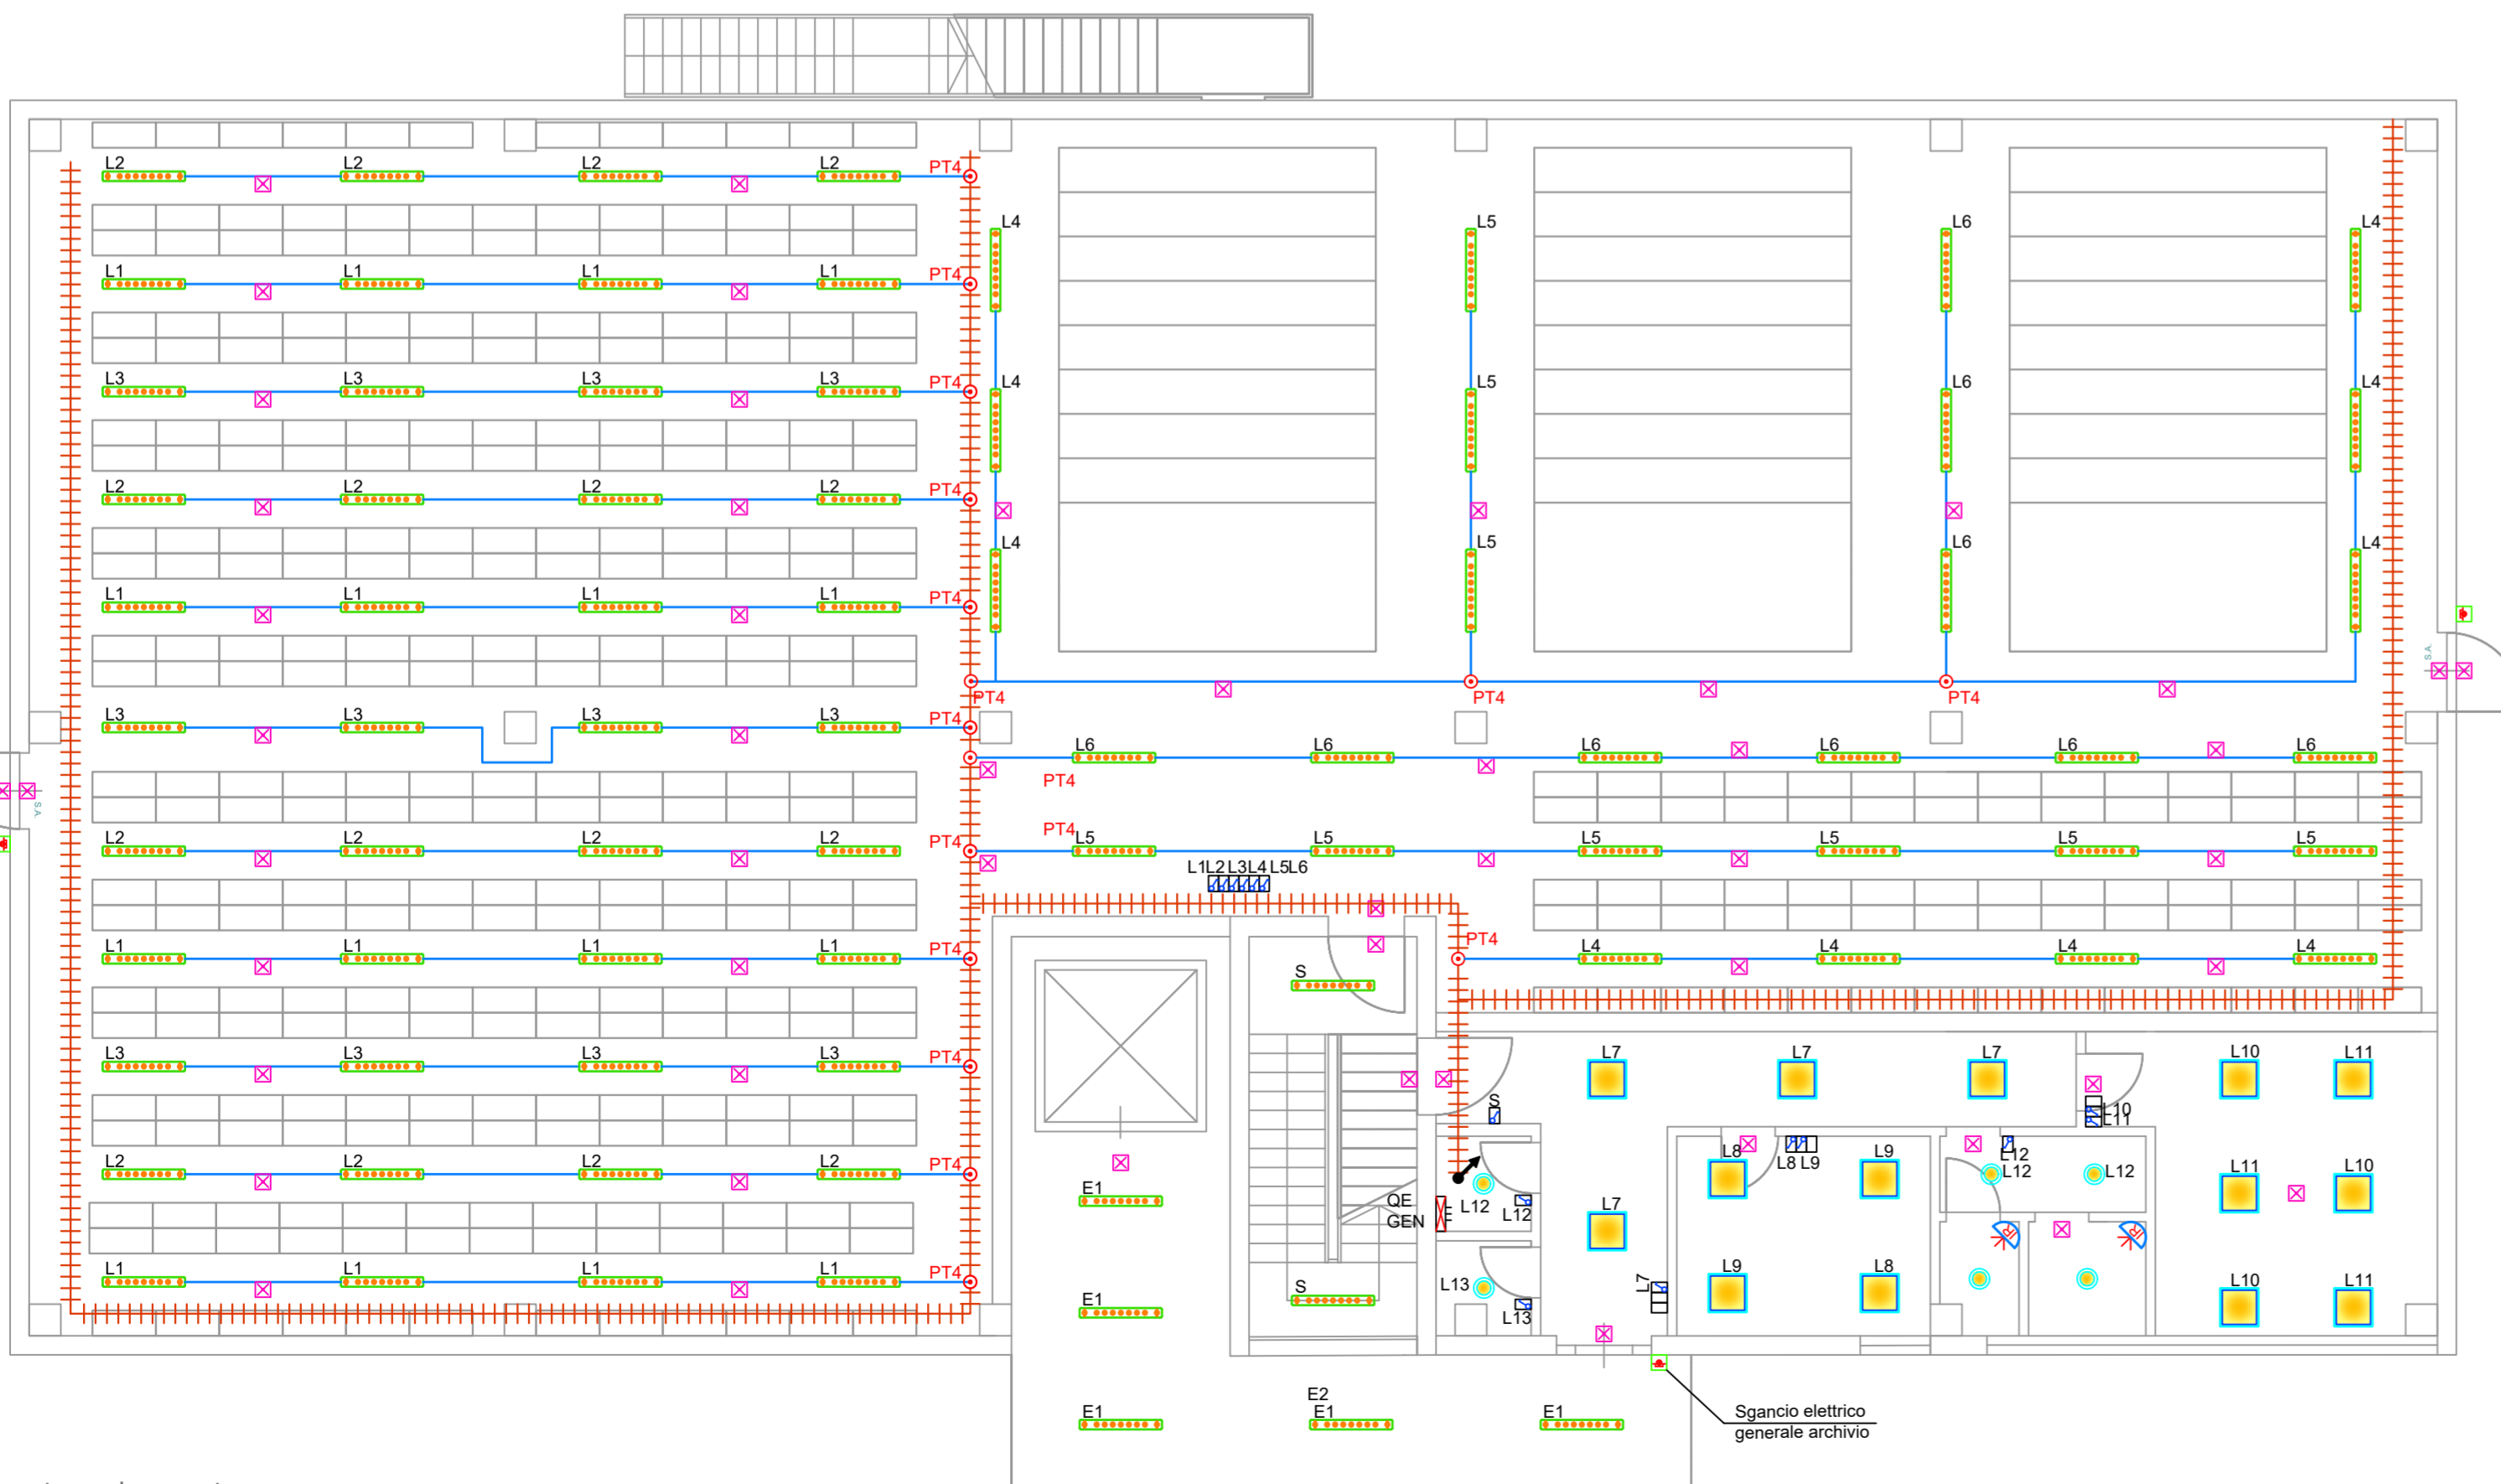 L2 L2 L2 L2 PT4
L4 L5 L6 L4
L1 L1 L1 L1 PT4
L3 L3 L3 L3 PT4
L4 L5 L6 L4
L2 L2 L2 L2 PT4
L4 L5 L6 L4
L1 L1 L1 L1 PT4
S.A.
PT4 PT4 PT4
L3 L3 L3 L3 PT4
L6 L6 L6 L6 L6 L6
PT4
S.A.
PT4
L2 L2 L2 L2 PT4
L5 L5 L5 L5 L5 L5
L1L2 L3L4 L5L6
L1 L1 L1 L1 PT4
PT4
L4 L4 L4 L4
S
L3 L3 L3 L3 PT4
L7 L7 L7 L10 L11
S
L10
L11
L2 L2 L2 L2 PT4
L8 L8 L9 L9
L12
L12 L12
L11 L10
E1
QE
GEN
E
L12 L12
L7
IR IR
L1 L1 L1 L1 PT4
S
L13
L13
L7
L9 L8
L10 L11
E1
E2
E1 E1 E1
Sgancio elettrico
generale archivio